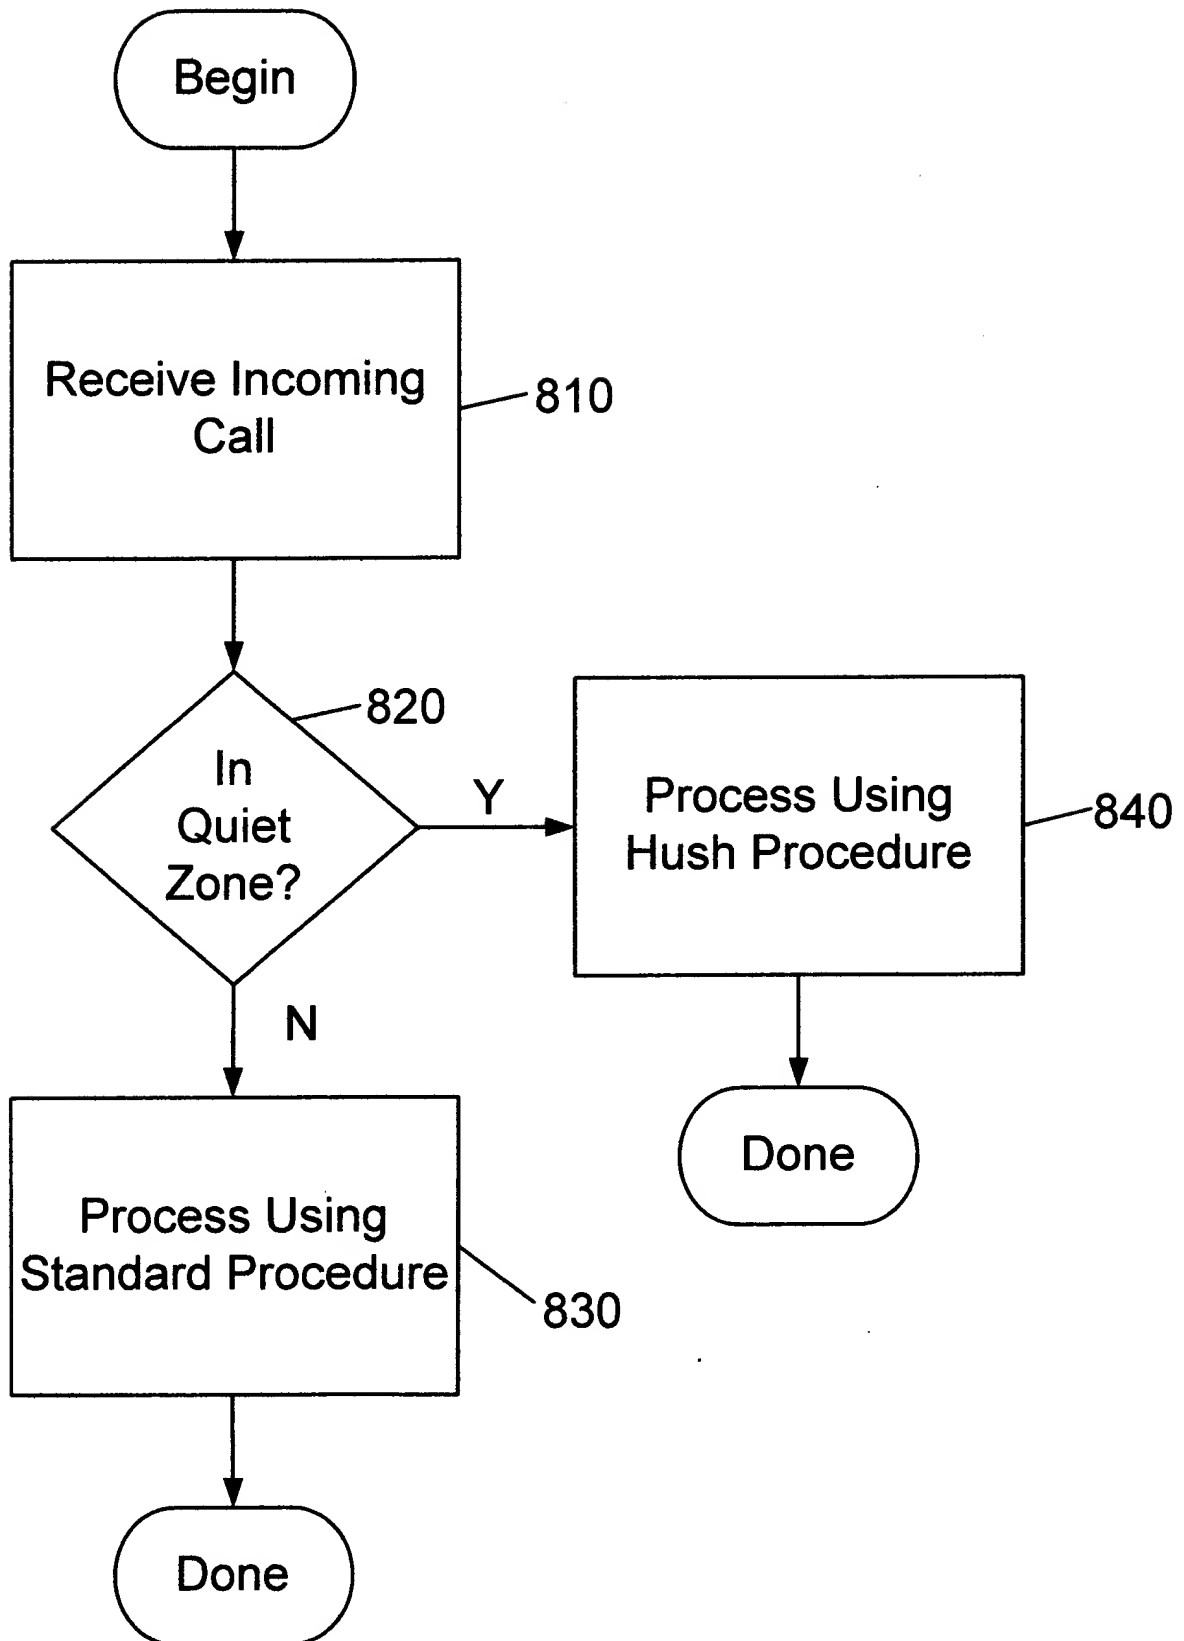 Begin
Receive Incoming
Call
810
820
In
Quiet
Zone?
Y
Process Using
Hush Procedure
840
N
Done
Process Using
Standard Procedure
830
Done